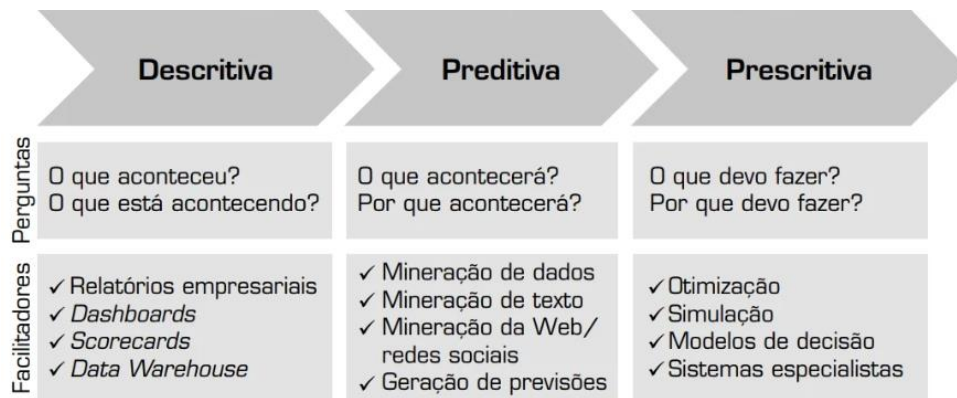 Descritiva
Preditiva
Prescritiva
Perguntas
O que aconteceu?
O que está acontecendo?
O que acontecerá?
Por que acontecerá?
O que devo fazer?
Por que devo fazer?
Facilitadores
✓ Relatórios empresariais
✓ Dashboards
✓ Scorecards
✓ Data Warehouse
✓ Mineração de dados
✓ Mineração de texto
✓ Mineração da Web/
redes sociais
✓ Geração de previsões
✓ Otimização
✓ Simulação
✓ Modelos de decisão
✓ Sistemas especialistas